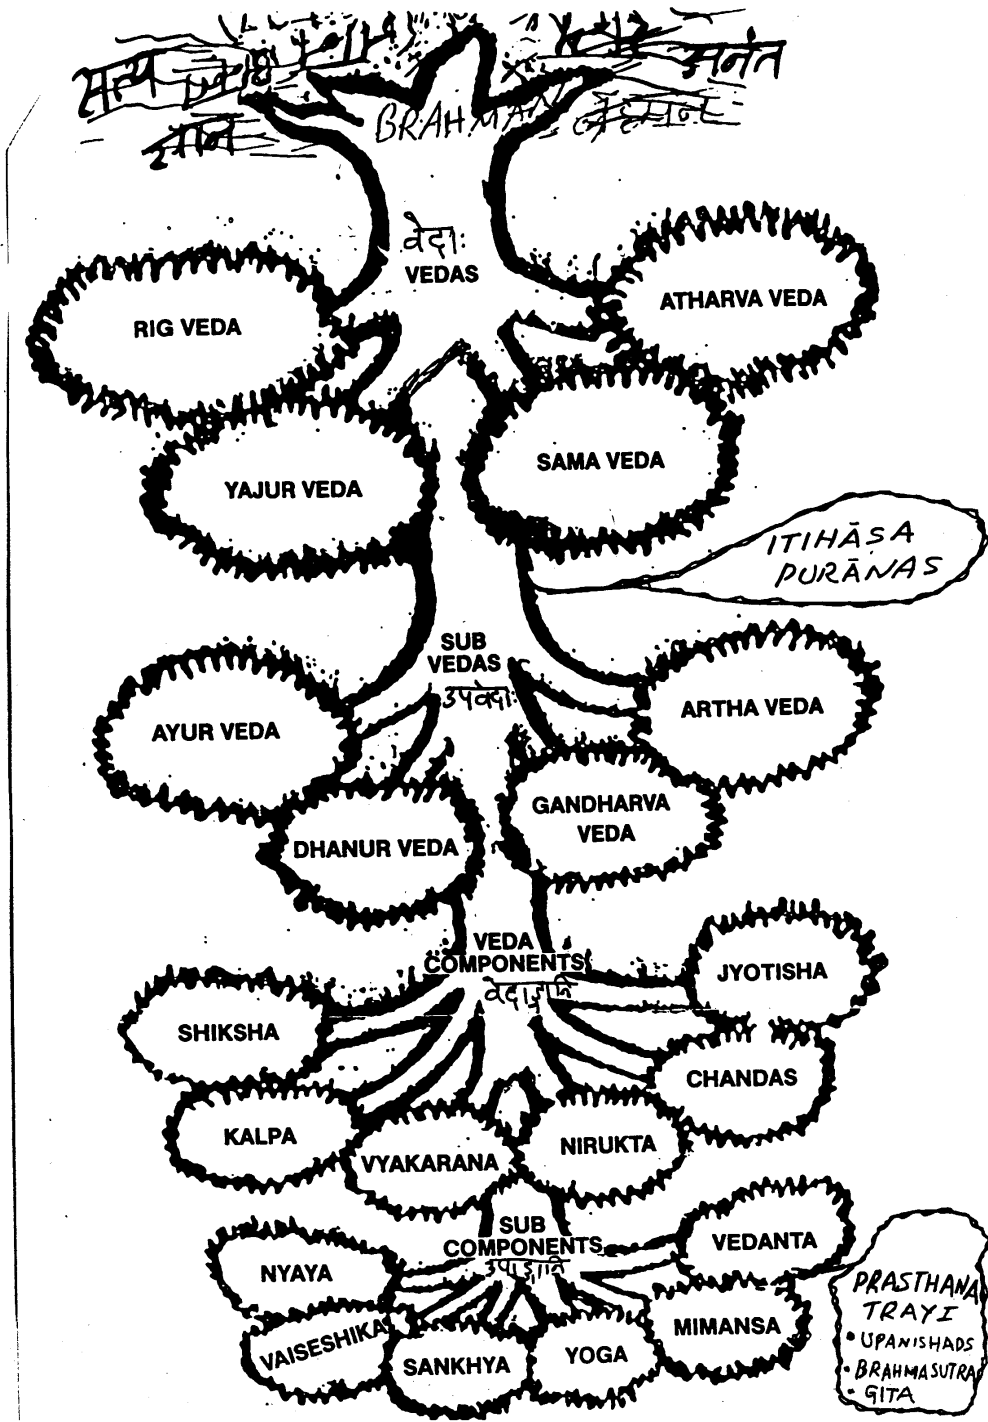 सत्य
अनंत
ज्ञान
BRAHMAN
वेदाः
VEDAS
RIG VEDA
ATHARVA VEDA
YAJUR VEDA
SAMA VEDA
ITIHĀSA
PURĀṆAS
SUB
VEDAS
उपवेदाः
AYUR VEDA
ARTHA VEDA
DHANUR VEDA
GANDHARVA
VEDA
VEDA
COMPONENTS
वेदाङ्गानि
JYOTISHA
SHIKSHA
CHANDAS
KALPA
VYAKARANA
NIRUKTA
SUB
COMPONENTS
उपाङ्गानि
VEDANTA
NYAYA
VAISESHIKA
SANKHYA
YOGA
MIMANSA
PRASTHANA
TRAYI
• UPANISHADS
• BRAHMASUTRA
• GITA